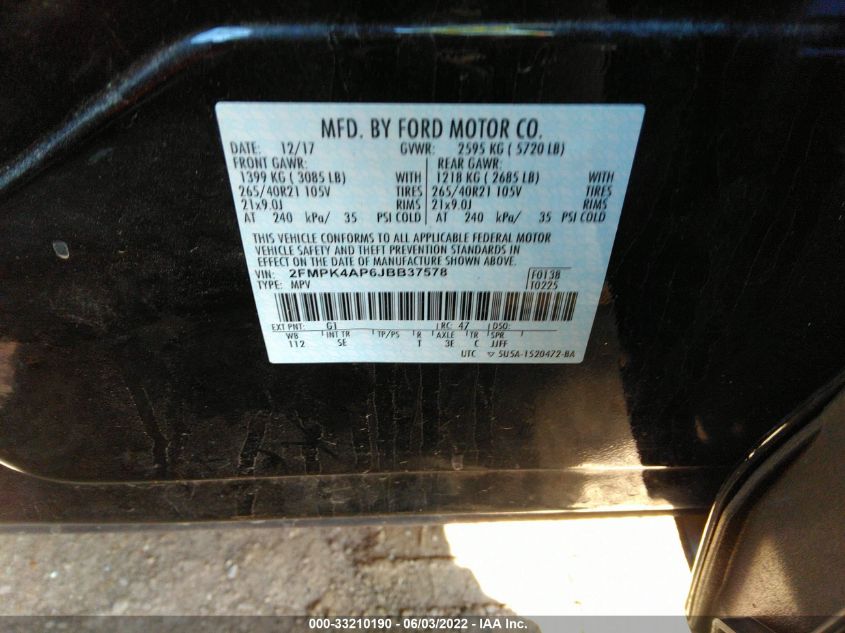 MFD. BY FORD MOTOR CO.
DATE: 12/17 GVWR: 2595 KG ( 5720 LB)
FRONT GAWR: REAR GAWR:
1399 KG ( 3085 LB) WITH 1218 KG ( 2685 LB) WITH
265/40R21 105V TIRES 265/40R21 105V TIRES
21x9.0J RIMS 21x9.0J RIMS
AT 240 kPa/ 35 PSI COLD AT 240 kPa/ 35 PSI COLD
THIS VEHICLE CONFORMS TO ALL APPLICABLE FEDERAL MOTOR
VEHICLE SAFETY AND THEFT PREVENTION STANDARDS IN
EFFECT ON THE DATE OF MANUFACTURE SHOWN ABOVE.
VIN: 2FMPK4AP6JBB37578 F0138
TYPE: MPV T0225
EXT PNT: G1 RC: 47 DSO:
WB INT TR TP/PS R AXLE TR SPR
112 SE T 3E C JJFF
UTC ▽ 5U5A-1520472-BA
000-33210190 - 06/03/2022 - IAA Inc.